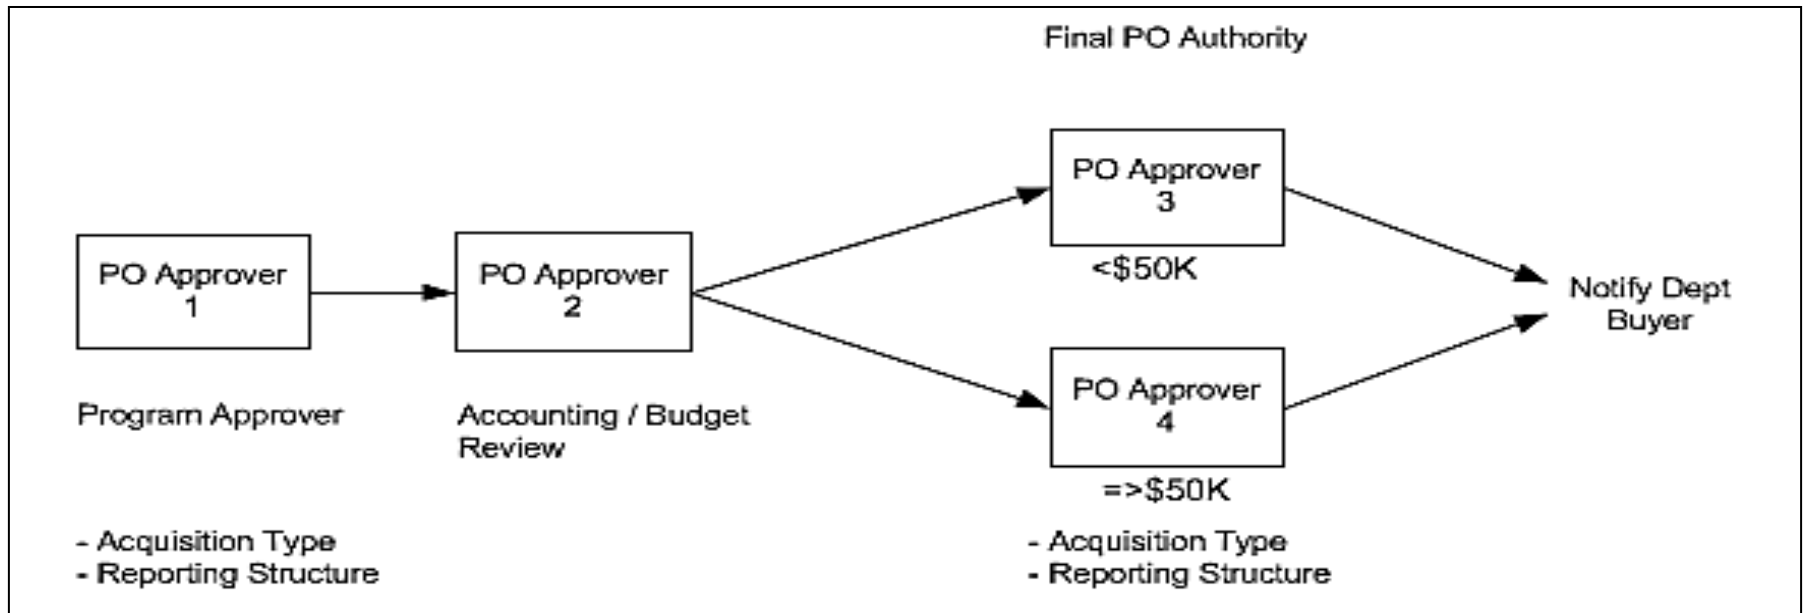 Final PO Authority
PO Approver
1
Program Approver
- Acquisition Type
- Reporting Structure
PO Approver
2
Accounting / Budget
Review
PO Approver
3
<$50K
PO Approver
4
=>$50K
- Acquisition Type
- Reporting Structure
Notify Dept
Buyer